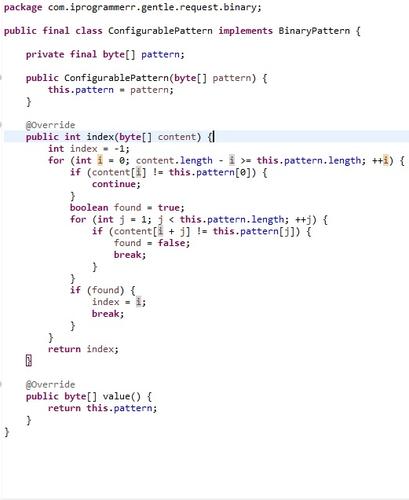 package com.iprogrammerr.gentle.request.binary;
public final class ConfigurablePattern implements BinaryPattern {
private final byte[] pattern;
public ConfigurablePattern(byte[] pattern) {
this.pattern = pattern;
}
@Override
public int index(byte[] content) {
int index = -1;
for (int i = 0; content.length - i >= this.pattern.length; ++i) {
if (content[i] != this.pattern[0]) {
continue;
}
boolean found = true;
for (int j = 1; j < this.pattern.length; ++j) {
if (content[i + j] != this.pattern[j]) {
found = false;
break;
}
}
if (found) {
index = i;
break;
}
}
return index;
}
@Override
public byte[] value() {
return this.pattern;
}
}